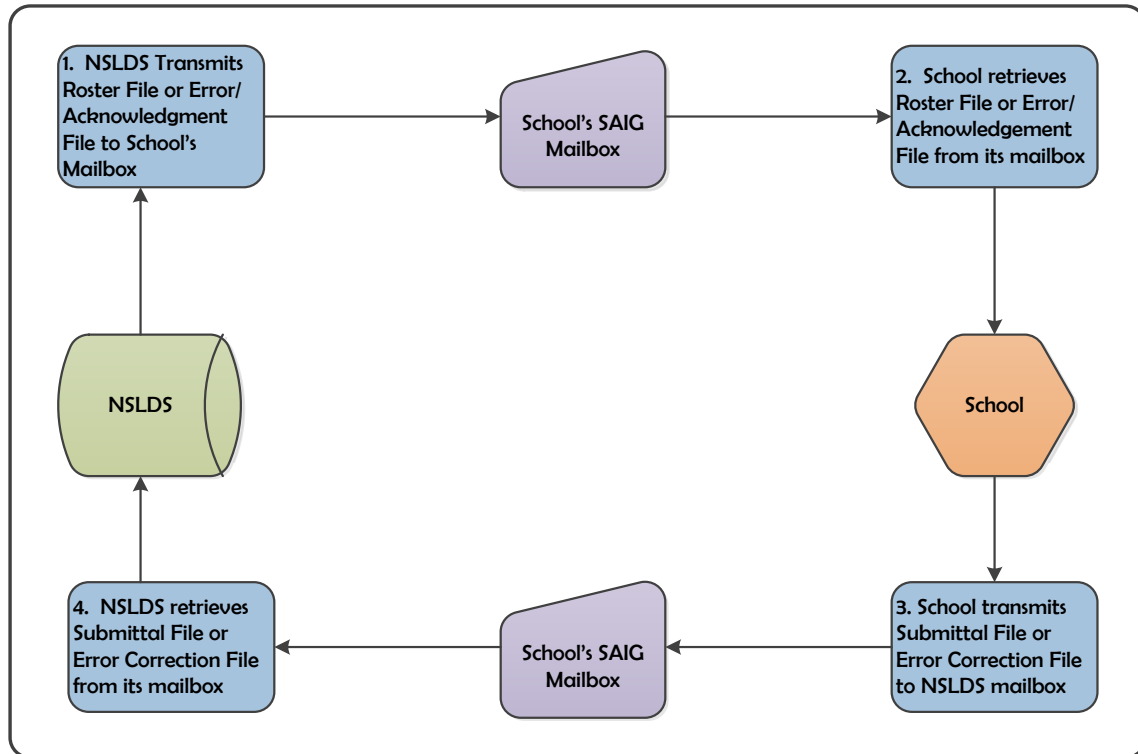 1. NSLDS Transmits
Roster File or Error/
Acknowledgment
File to School's
Mailbox
School's SAIG
Mailbox
2. School retrieves
Roster File or Error/
Acknowledgement
File from its mailbox
NSLDS
School
4. NSLDS retrieves
Submittal File or
Error Correction File
from its mailbox
School's SAIG
Mailbox
3. School transmits
Submittal File or
Error Correction File
to NSLDS mailbox